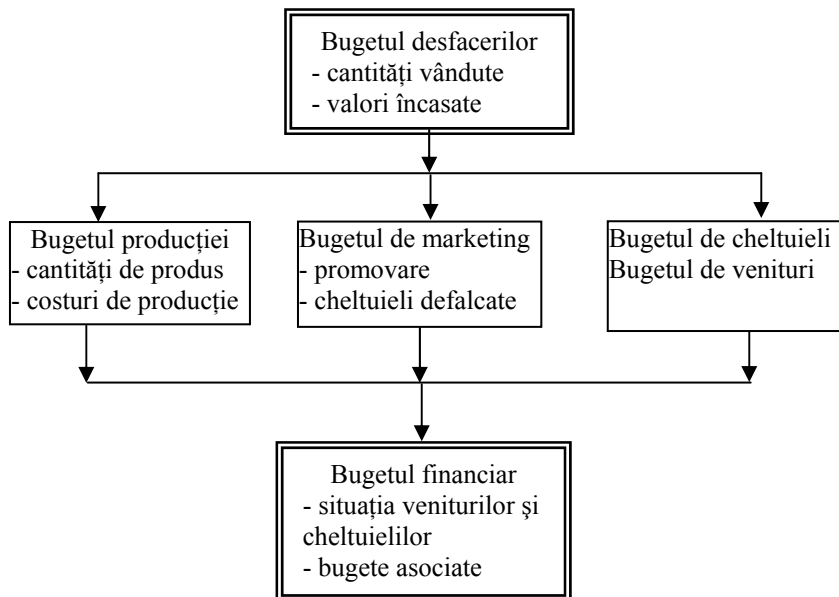 Bugetul desfacerilor
- cantități vândute
- valori încasate
Bugetul producției
- cantități de produs
- costuri de producție
Bugetul de marketing
- promovare
- cheltuieli defalcate
Bugetul de cheltuieli
Bugetul de venituri
Bugetul financiar
- situația veniturilor şi
cheltuielilor
- bugete asociate